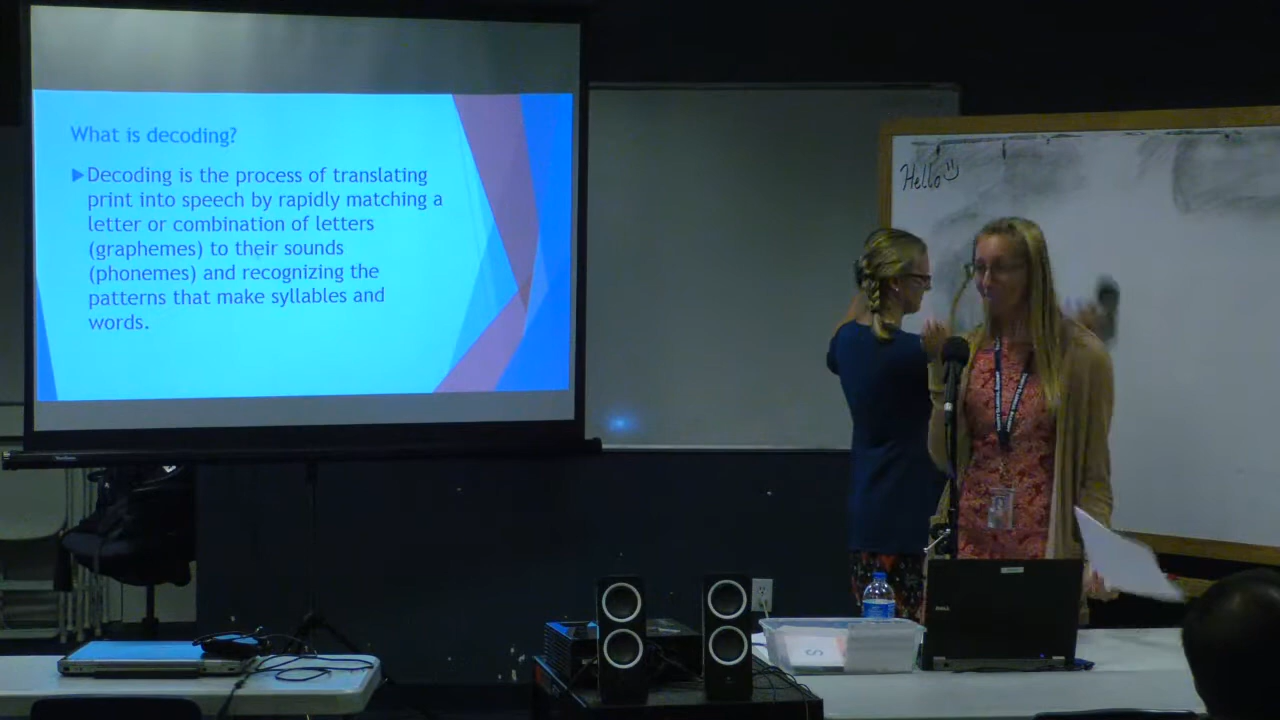 What is decoding?
Decoding is the process of translating
print into speech by rapidly matching a
letter or combination of letters
(graphemes) to their sounds
(phonemes) and recognizing the
patterns that make syllables and
words.
Hello
DELL
S